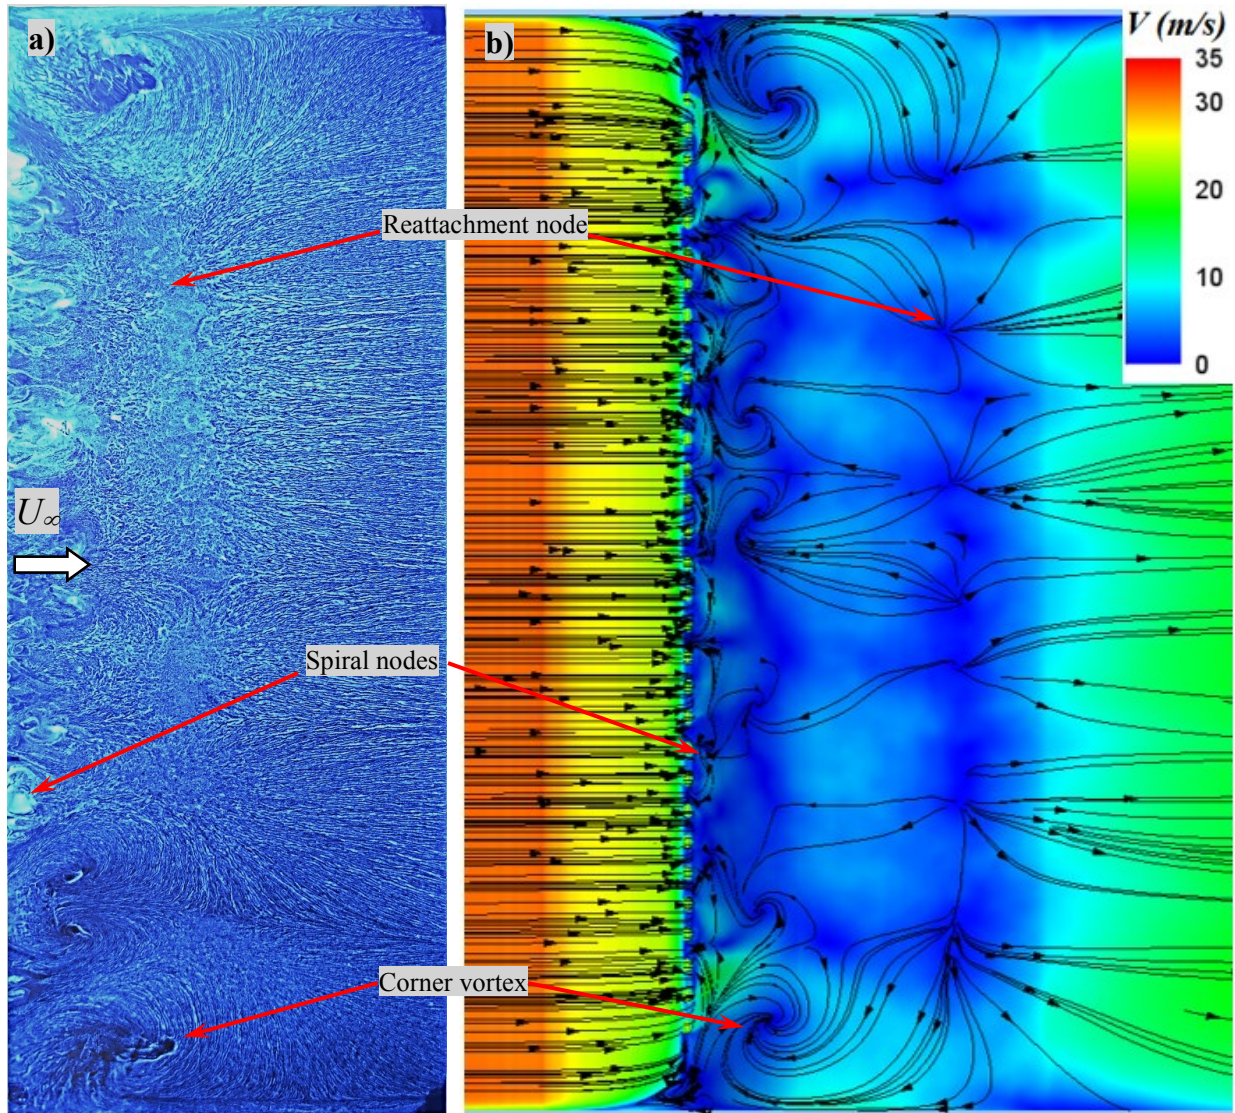 a)
b)
V (m/s)
35
30
20
10
0
Reattachment node
U∞
Spiral nodes
Corner vortex